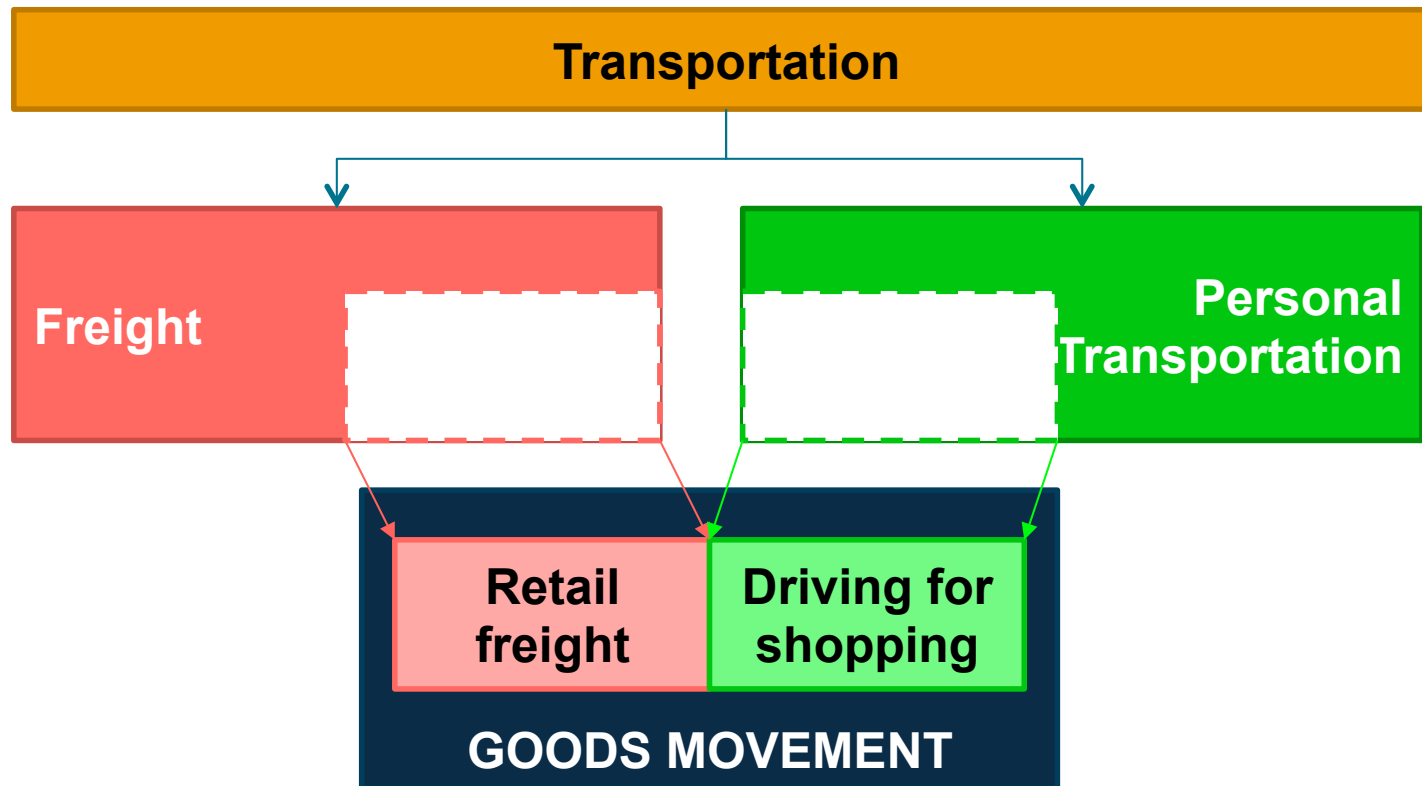 Transportation
Freight
Personal
Transportation
Retail
freight
Driving for
shopping
GOODS MOVEMENT